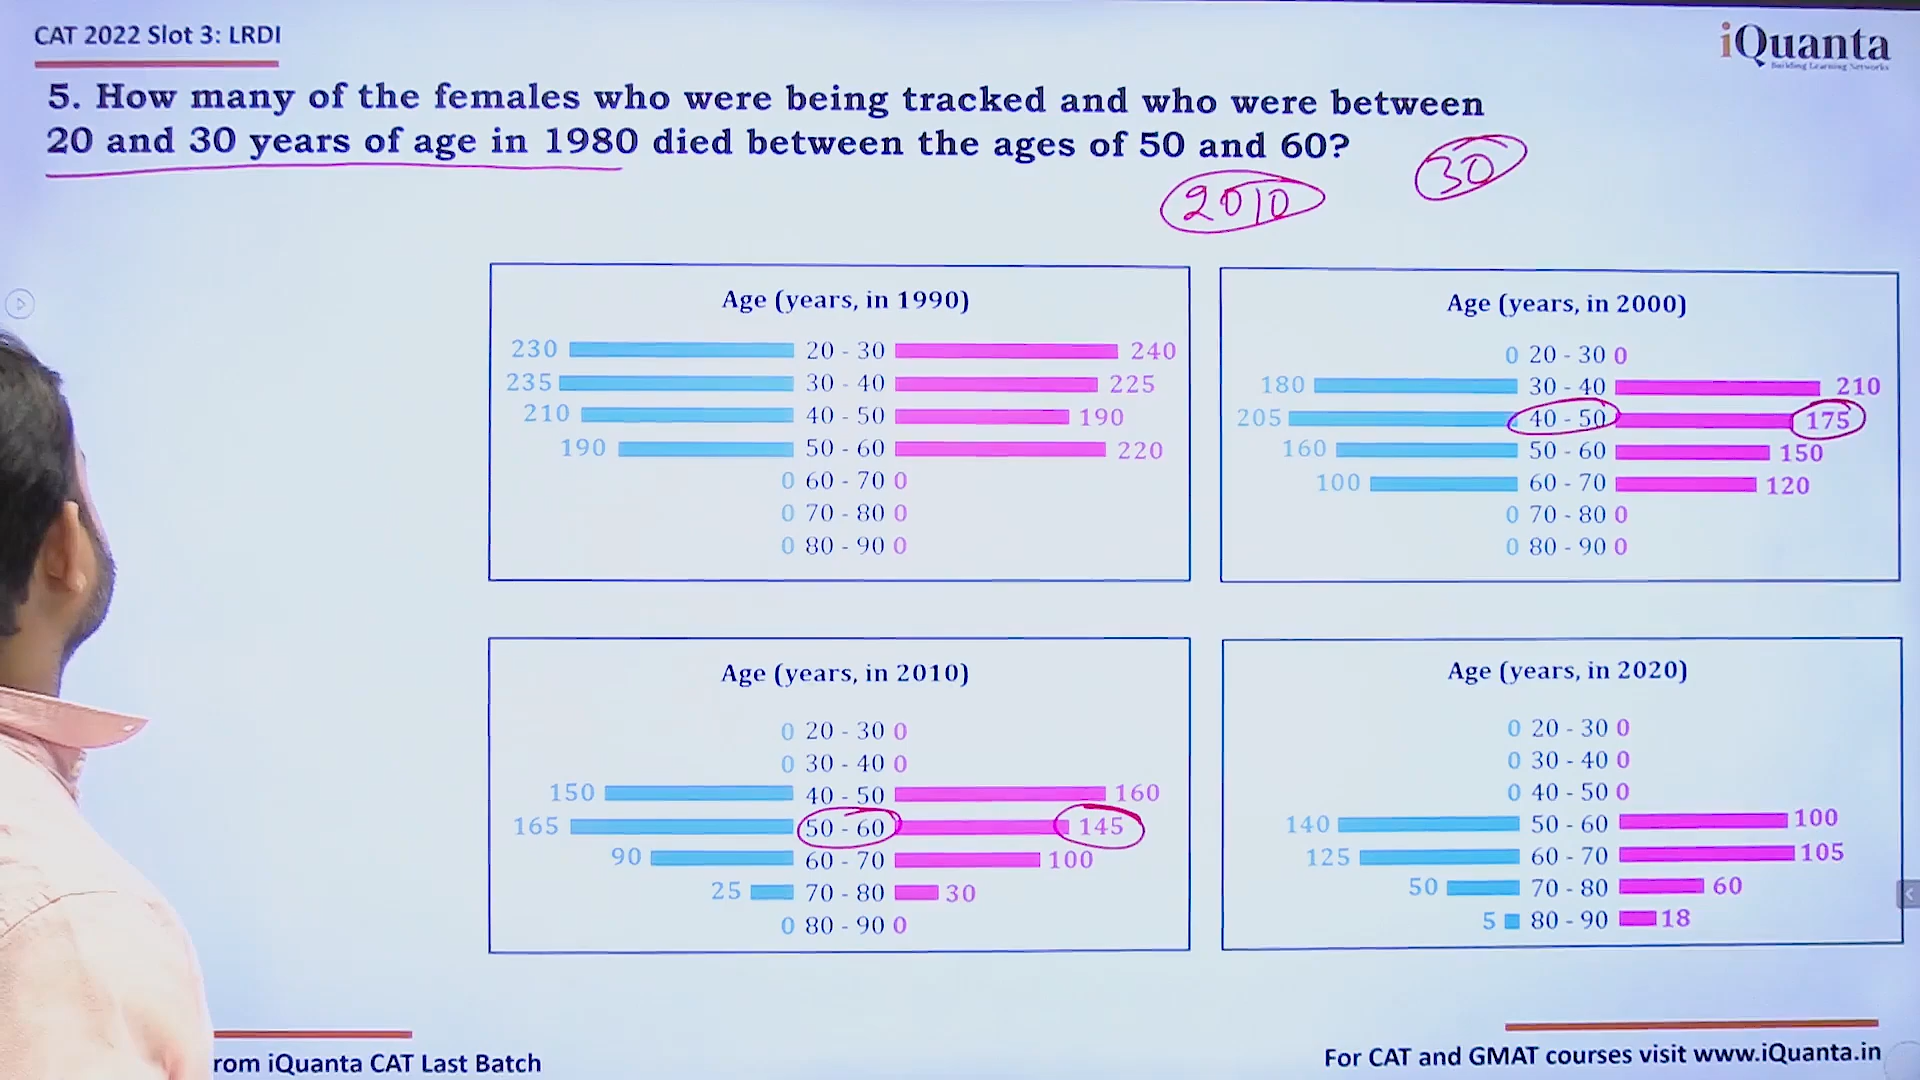 CAT 2022 Slot 3: LRDI
iQuanta
Building Learning Networks
5. How many of the females who were being tracked and who were between
20 and 30 years of age in 1980 died between the ages of 50 and 60?
30
2010
Age (years, in 1990)
230 20 - 30 240
235 30 - 40 225
210 40 - 50 190
190 50 - 60 220
0 60 - 70 0
0 70 - 80 0
0 80 - 90 0
Age (years, in 2000)
0 20 - 30 0
180 30 - 40 210
205 40 - 50 175
160 50 - 60 150
100 60 - 70 120
0 70 - 80 0
0 80 - 90 0
Age (years, in 2010)
0 20 - 30 0
0 30 - 40 0
150 40 - 50 160
165 50 - 60 145
90 60 - 70 100
25 70 - 80 30
0 80 - 90 0
Age (years, in 2020)
0 20 - 30 0
0 30 - 40 0
0 40 - 50 0
140 50 - 60 100
125 60 - 70 105
50 70 - 80 60
5 80 - 90 18
rom iQuanta CAT Last Batch
For CAT and GMAT courses visit www.iQuanta.in